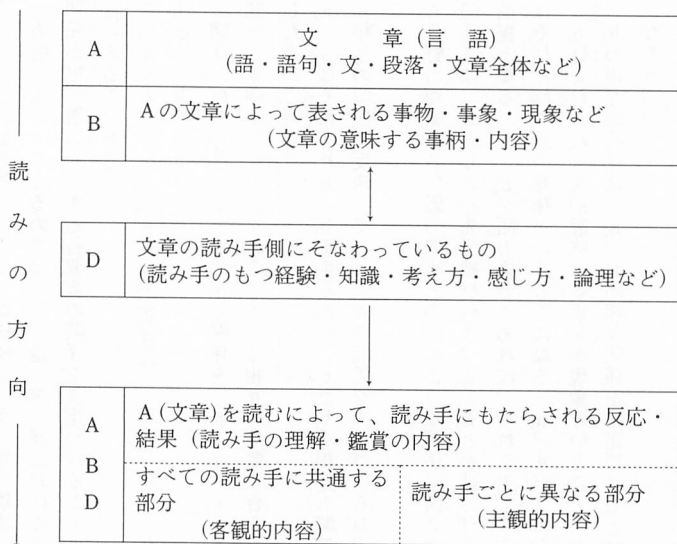 読みの方向
A
文　　章（言　語）
（語・語句・文・段落・文章全体など）
B
Aの文章によって表される事物・事象・現象など
（文章の意味する事柄・内容）
D
文章の読み手側にそなわっているもの
（読み手のもつ経験・知識・考え方・感じ方・論理など）
A
B
D
A（文章）を読むによって、読み手にもたらされる反応・
結果（読み手の理解・鑑賞の内容）
すべての読み手に共通する
部分
（客観的内容）
読み手ごとに異なる部分
（主観的内容）